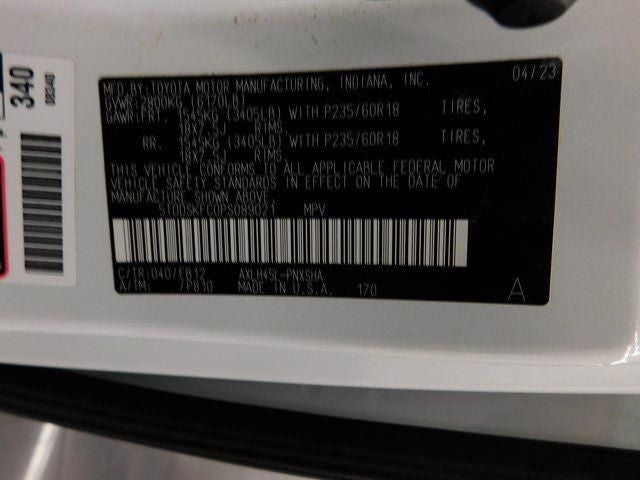 340
08340
MFD.BY:TOYOTA MOTOR MANUFACTURING, INDIANA, INC. 04/23
GVWR:2800KG (6170LB)
GAWR:FRT. 1545KG (3405LB) WITH P235/60R18 TIRES,
18X7.5J RIMS
RR. 1545KG (3405LB) WITH P235/60R18 TIRES,
18X7.5J RIMS
THIS VEHICLE CONFORMS TO ALL APPLICABLE FEDERAL MOTOR
VEHICLE SAFETY STANDARDS IN EFFECT ON THE DATE OF
MANUFACTURE SHOWN ABOVE.
5TDDSKFC0PS089021 MPV
C/TR:040/EB12 AXLH45L-PNXSHA
A/TM: /P810 MADE IN U.S.A. 170
A